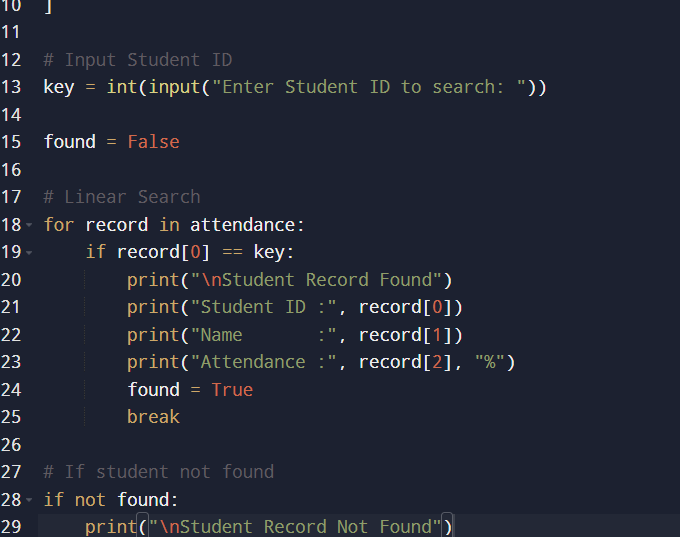 10 ]
11
12 # Input Student ID
13 key = int(input("Enter Student ID to search: "))
14
15 found = False
16
17 # Linear Search
18 for record in attendance:
19     if record[0] == key:
20         print("\nStudent Record Found")
21         print("Student ID :", record[0])
22         print("Name       :", record[1])
23         print("Attendance :", record[2], "%")
24         found = True
25         break
26
27 # If student not found
28 if not found:
29     print("\nStudent Record Not Found")